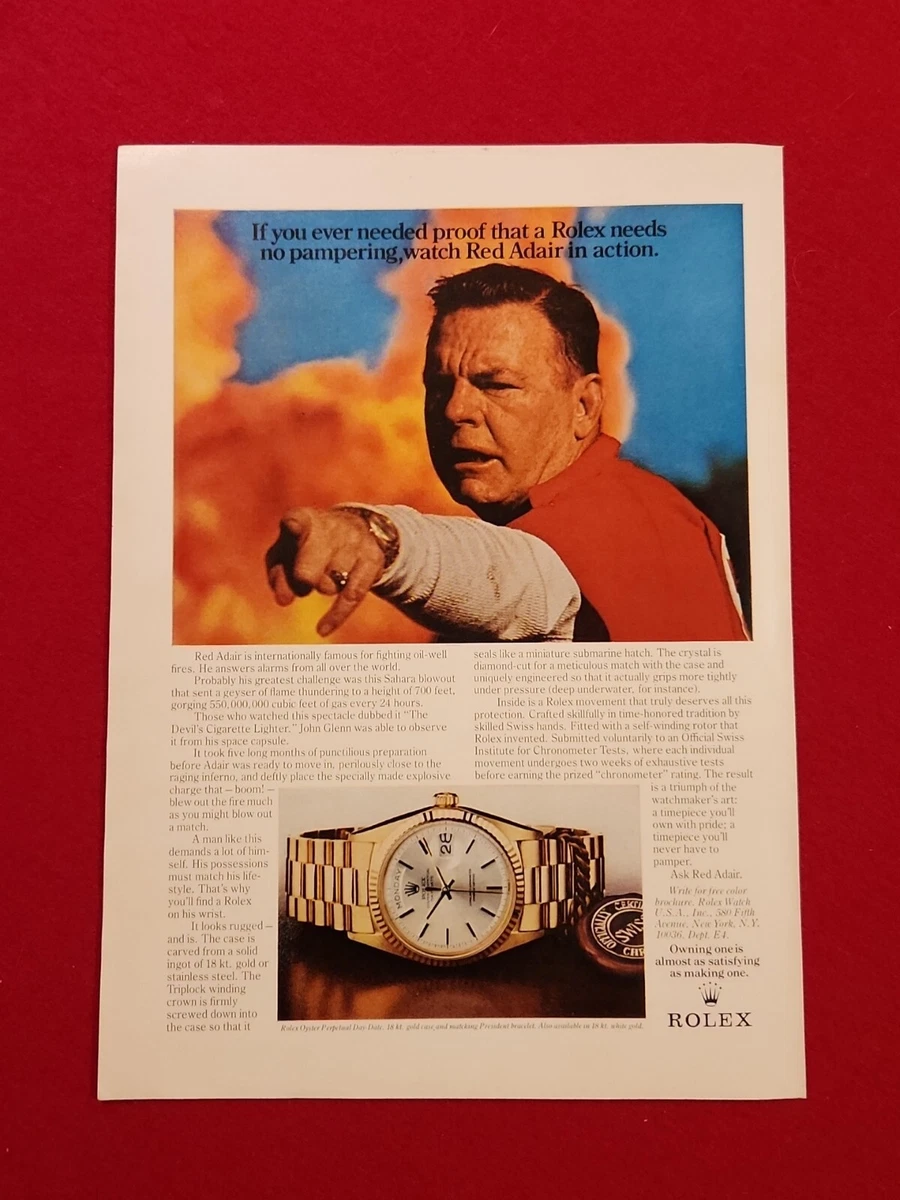 If you ever needed proof that a Rolex needs
no pampering, watch Red Adair in action.
Red Adair is internationally famous for fighting oil-well
fires. He answers alarms from all over the world.
Probably his greatest challenge was this Sahara blowout
that sent a geyser of flame thundering to a height of 700 feet,
gorging 550,000,000 cubic feet of gas every 24 hours.
Those who watched this spectacle dubbed it “The
Devil's Cigarette Lighter.” John Glenn was able to observe
it from his space capsule.
It took five long months of punctilious preparation
before Adair was ready to move in, perilously close to the
raging inferno, and deftly place the specially made explosive
charge that — boom! —
blew out the fire much
as you might blow out
a match.
A man like this
demands a lot of him-
self. His possessions
must match his life-
style. That's why
you'll find a Rolex
on his wrist.
It looks rugged —
and is. The case is
carved from a solid
ingot of 18 kt. gold or
stainless steel. The
Triplock winding
crown is firmly
screwed down into
the case so that it
seals like a miniature submarine hatch. The crystal is
diamond-cut for a meticulous match with the case and
uniquely engineered so that it actually grips more tightly
under pressure (deep underwater, for instance).
Inside is a Rolex movement that truly deserves all this
protection. Crafted skillfully in time-honored tradition by
skilled Swiss hands. Fitted with a self-winding rotor that
Rolex invented. Submitted voluntarily to an Official Swiss
Institute for Chronometer Tests, where each individual
movement undergoes two weeks of exhaustive tests
before earning the prized “chronometer” rating. The result
is a triumph of the
watchmaker's art:
a timepiece you'll
own with pride; a
timepiece you'll
never have to
pamper.
Ask Red Adair.
Write for free color
brochure. Rolex Watch
U.S.A., Inc., 580 Fifth
Avenue, New York, N.Y.
10036. Dept. E4.
Owning one is
almost as satisfying
as making one.
ROLEX
MONDAY
28
ROLEX
OFFICIALLY
SWISS
Rolex Oyster Perpetual Day-Date. 18 kt. gold case and matching President bracelet. Also available in 18 kt. white gold.